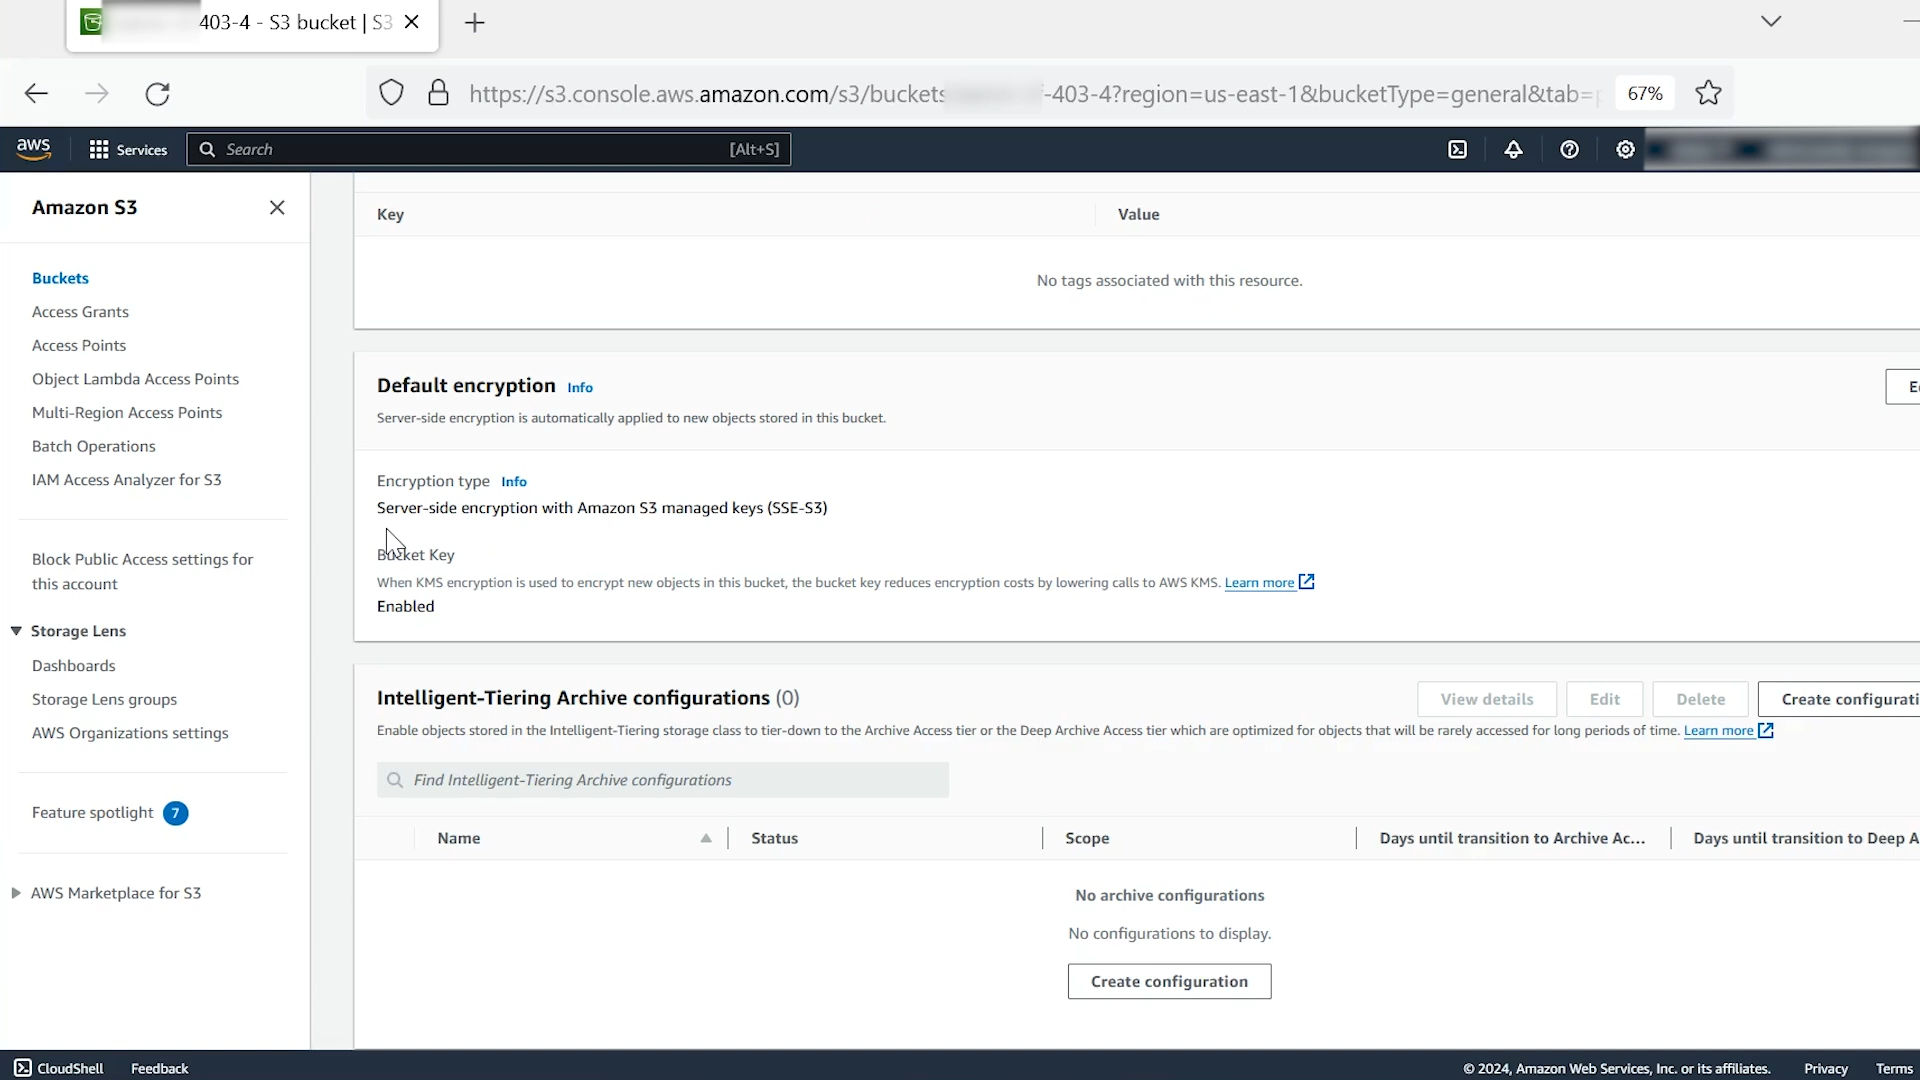 403-4 - S3 bucket | S3
https://s3.console.aws.amazon.com/s3/buckets -403-4?region=us-east-1&bucketType=general&tab=
67%
aws
Services
Search
[Alt+S]
Amazon S3
Buckets
Access Grants
Access Points
Object Lambda Access Points
Multi-Region Access Points
Batch Operations
IAM Access Analyzer for S3
Block Public Access settings for
this account
Storage Lens
Dashboards
Storage Lens groups
AWS Organizations settings
Feature spotlight 7
AWS Marketplace for S3
Key Value
No tags associated with this resource.
Default encryption Info
Server-side encryption is automatically applied to new objects stored in this bucket.
Encryption type Info
Server-side encryption with Amazon S3 managed keys (SSE-S3)
Bucket Key
When KMS encryption is used to encrypt new objects in this bucket, the bucket key reduces encryption costs by lowering calls to AWS KMS. Learn more
Enabled
Intelligent-Tiering Archive configurations (0)
View details
Edit
Delete
Create configurati
Enable objects stored in the Intelligent-Tiering storage class to tier-down to the Archive Access tier or the Deep Archive Access tier which are optimized for objects that will be rarely accessed for long periods of time. Learn more
Find Intelligent-Tiering Archive configurations
Name Status Scope Days until transition to Archive Ac... Days until transition to Deep A
No archive configurations
No configurations to display.
Create configuration
CloudShell Feedback © 2024, Amazon Web Services, Inc. or its affiliates. Privacy Terms